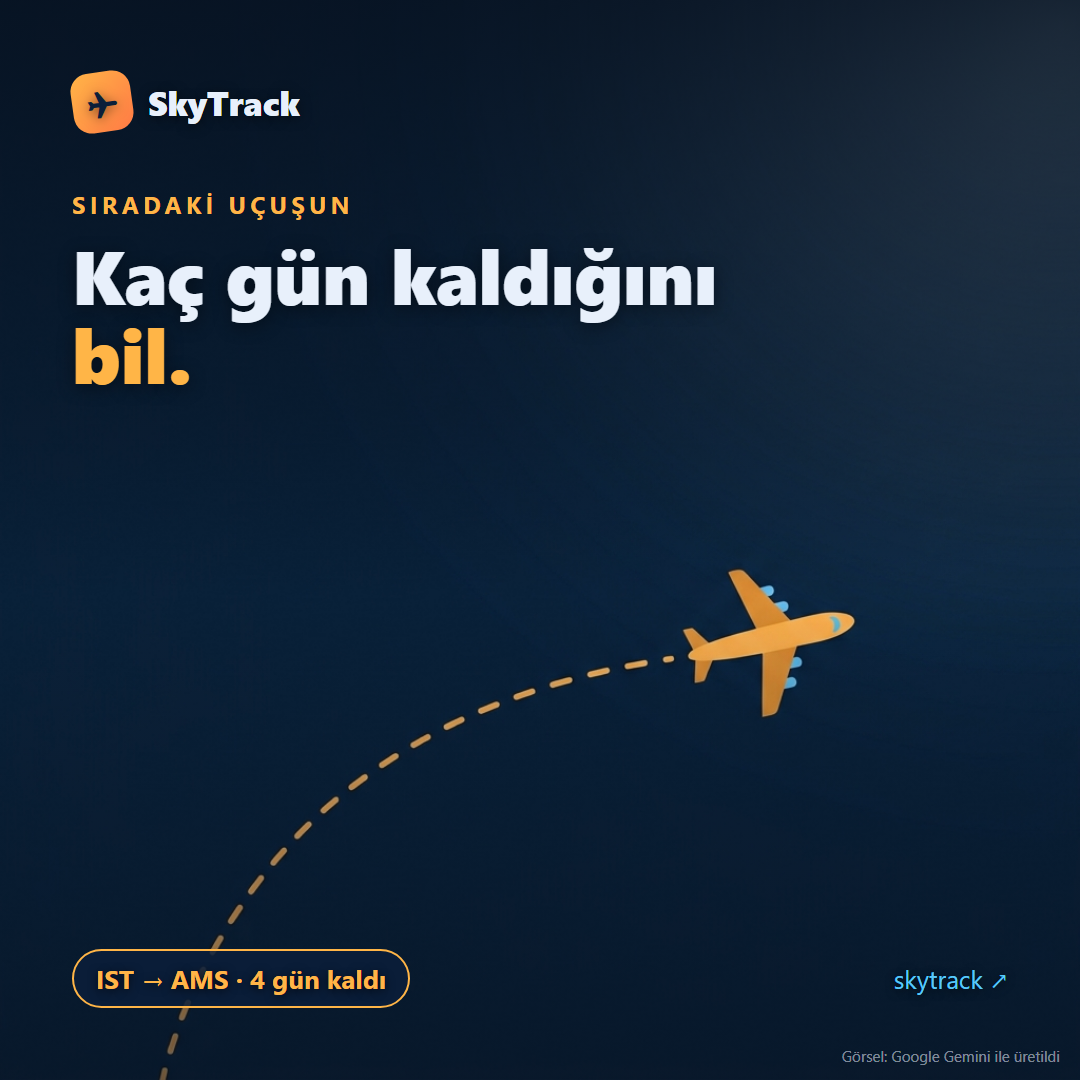 SkyTrack
SIRADAKİ UÇUŞUN
Kaç gün kaldığını
bil.
IST → AMS · 4 gün kaldı
skytrack ↗
Görsel: Google Gemini ile üretildi